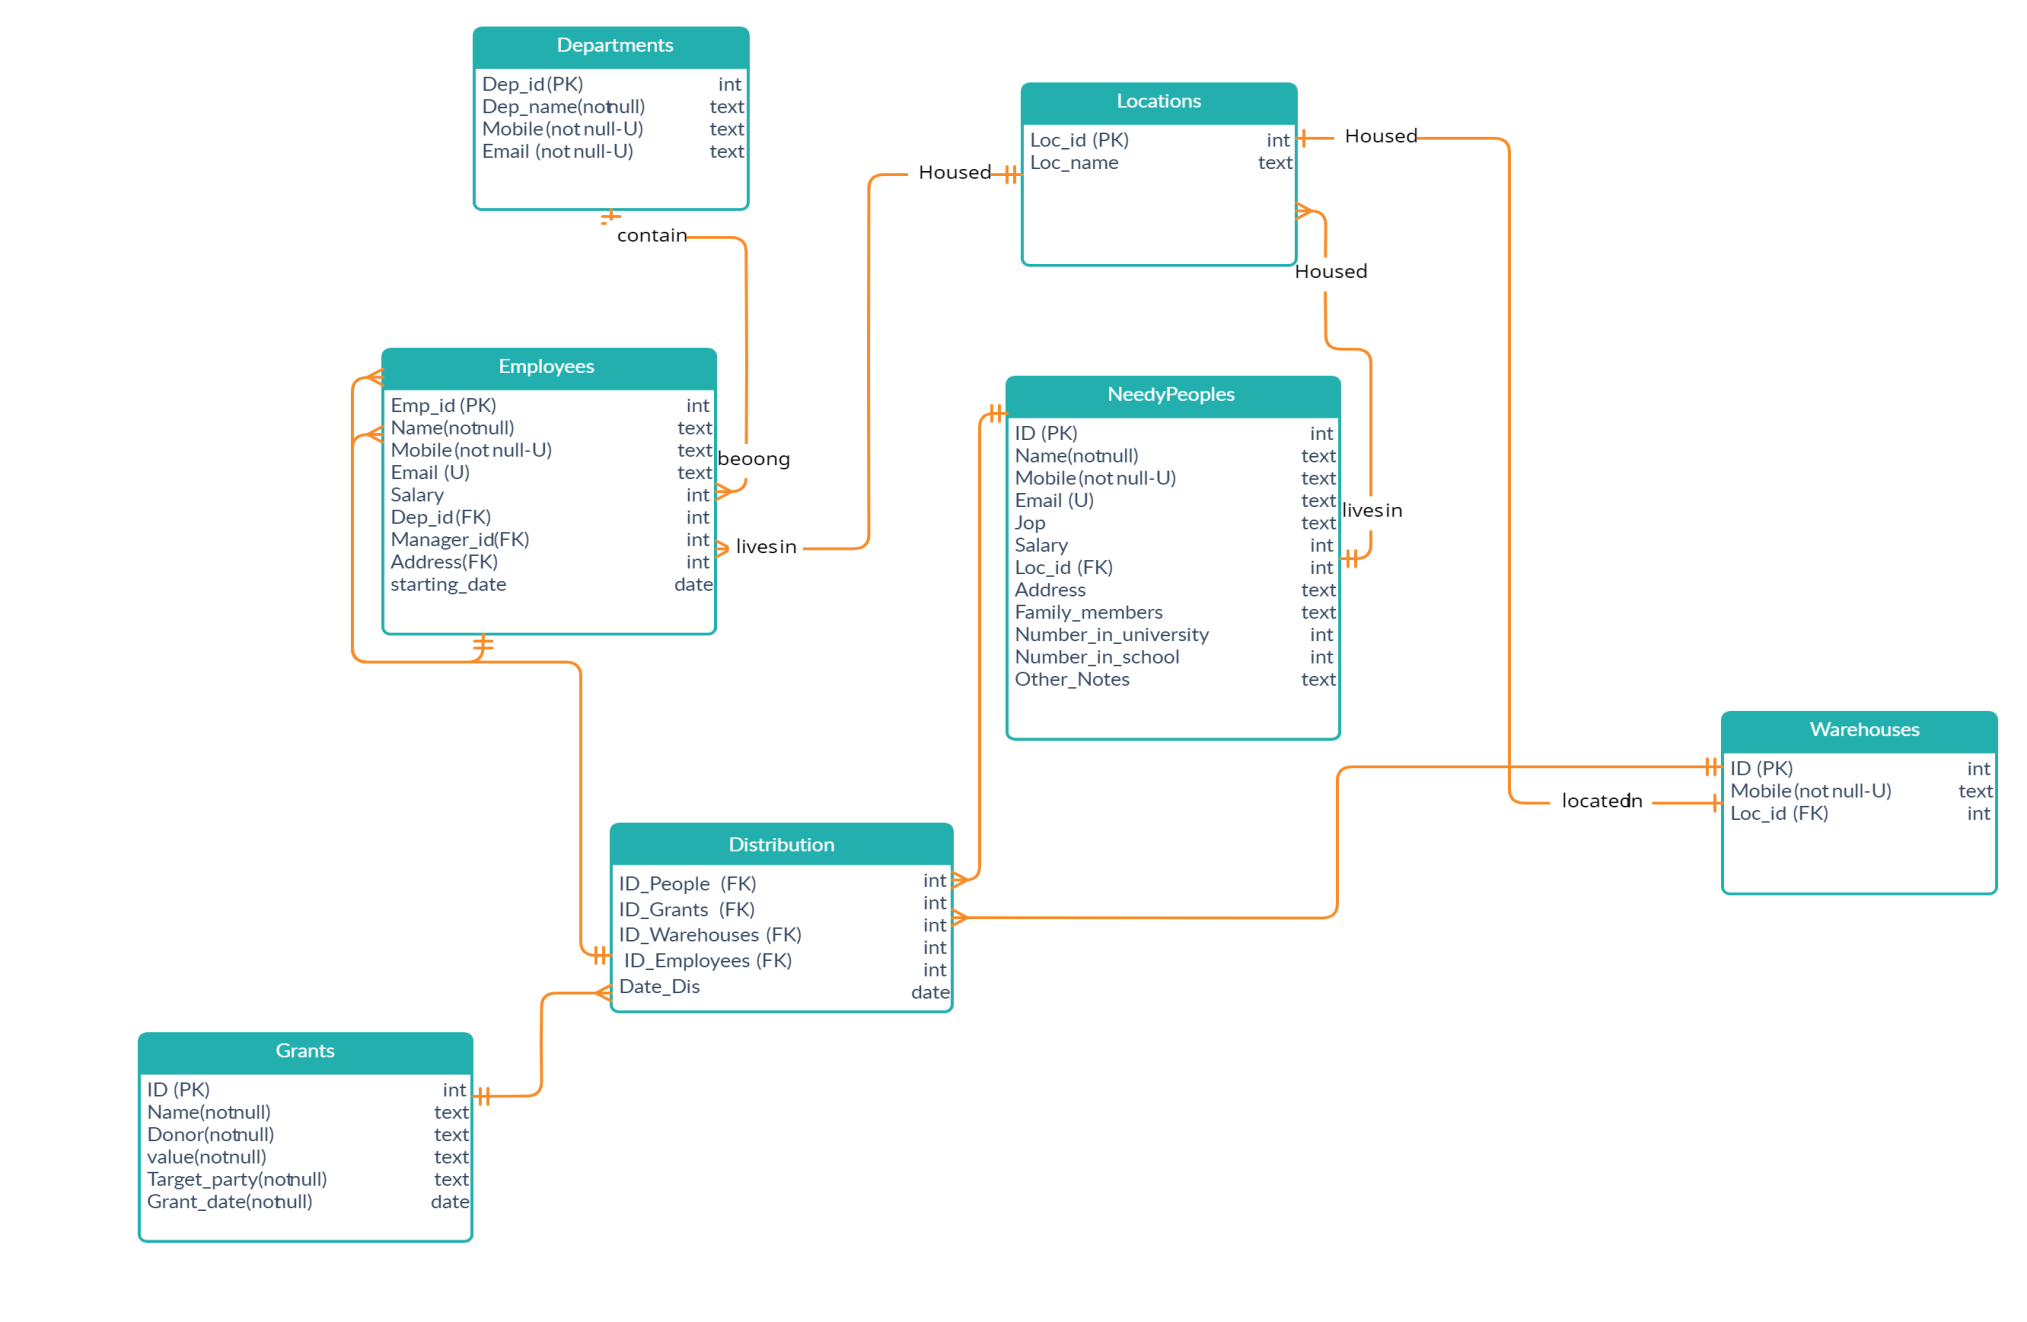 Departments
Dep_id(PK) int
Dep_name(notnull) text
Mobile(not null-U) text
Email (not null-U) text
contain
Locations
Loc_id (PK) int
Loc_name text
Housed
Housed
Housed
Employees
Emp_id (PK) int
Name(notnull) text
Mobile(not null-U) text
Email (U) text
Salary int
Dep_id(FK) int
Manager_id(FK) int
Address(FK) int
starting_date date
beoong
livesin
NeedyPeoples
ID (PK) int
Name(notnull) text
Mobile(not null-U) text
Email (U) text
Jop text
Salary int
Loc_id (FK) int
Address text
Family_members text
Number_in_university int
Number_in_school int
Other_Notes text
livesin
Warehouses
ID (PK) int
Mobile(not null-U) text
Loc_id (FK) int
locatedin
Distribution
ID_People (FK) int
ID_Grants (FK) int
ID_Warehouses (FK) int
ID_Employees (FK) int
Date_Dis int
date
Grants
ID (PK) int
Name(notnull) text
Donor(notnull) text
value(notnull) text
Target_party(notnull) text
Grant_date(notnull) date